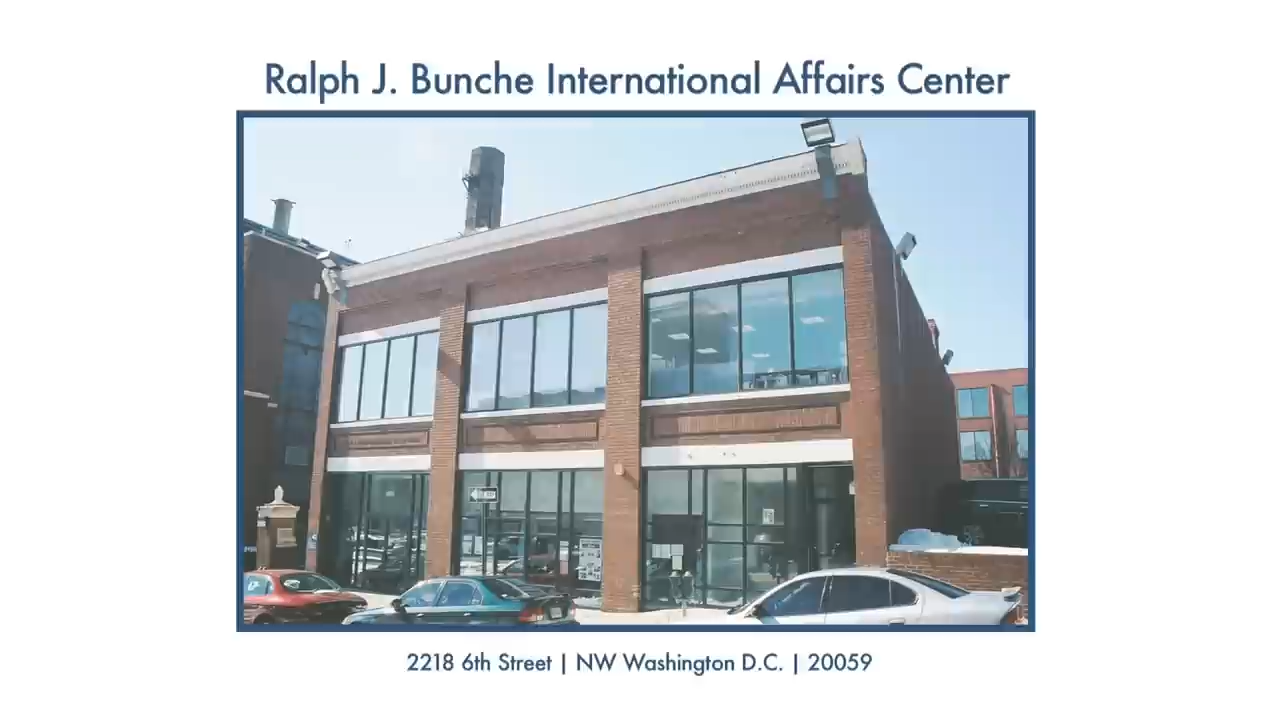 Ralph J. Bunche International Affairs Center
2218 6th Street | NW Washington D.C. | 20059